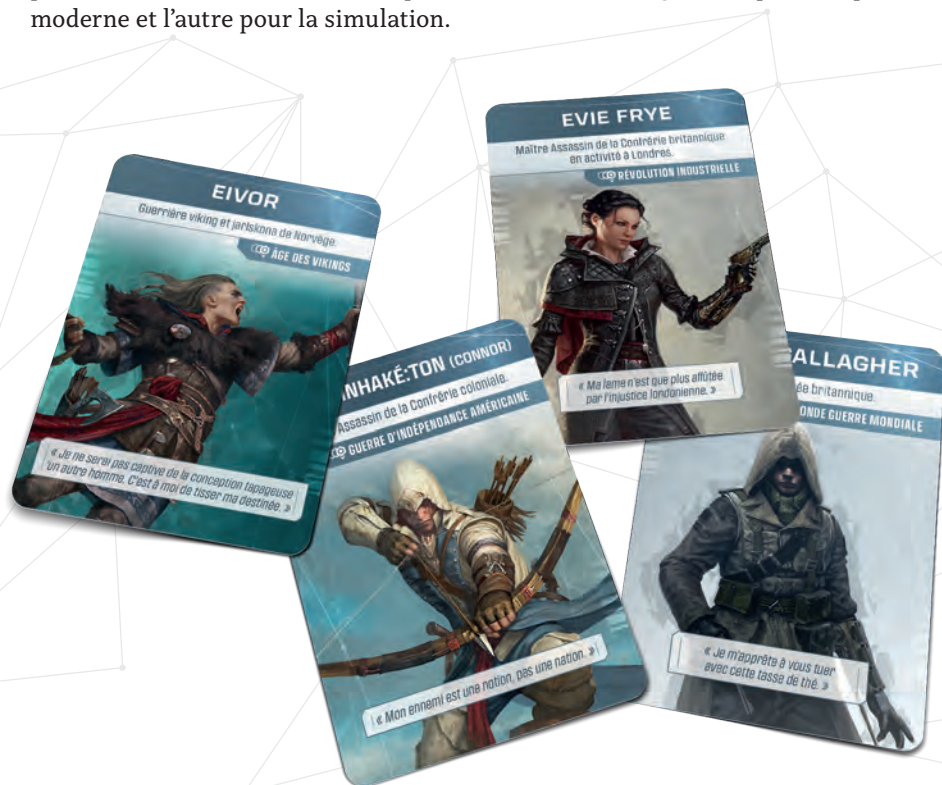 moderne et l’autre pour la simulation.
EIVOR
Guerrière viking et jarlskona de Norvège.
ÂGE DES VIKINGS
« Je ne serai pas captive de la conception tapageuse
un autre homme. C'est à moi de tisser ma destinée. »
EVIE FRYE
Maître Assassin de la Confrérie britannique
en activité à Londres.
RÉVOLUTION INDUSTRIELLE
« Ma lame n'est que plus affûtée
par l'injustice londonienne. »
NHAKÉ:TON (CONNOR)
Assassin de la Confrérie coloniale.
GUERRE D'INDÉPENDANCE AMÉRICAINE
« Mon ennemi est une notion, pas une nation. »
ALLAGHER
ée britannique.
ONDE GUERRE MONDIALE
« Je m'apprête à vous tuer
avec cette tasse de thé. »